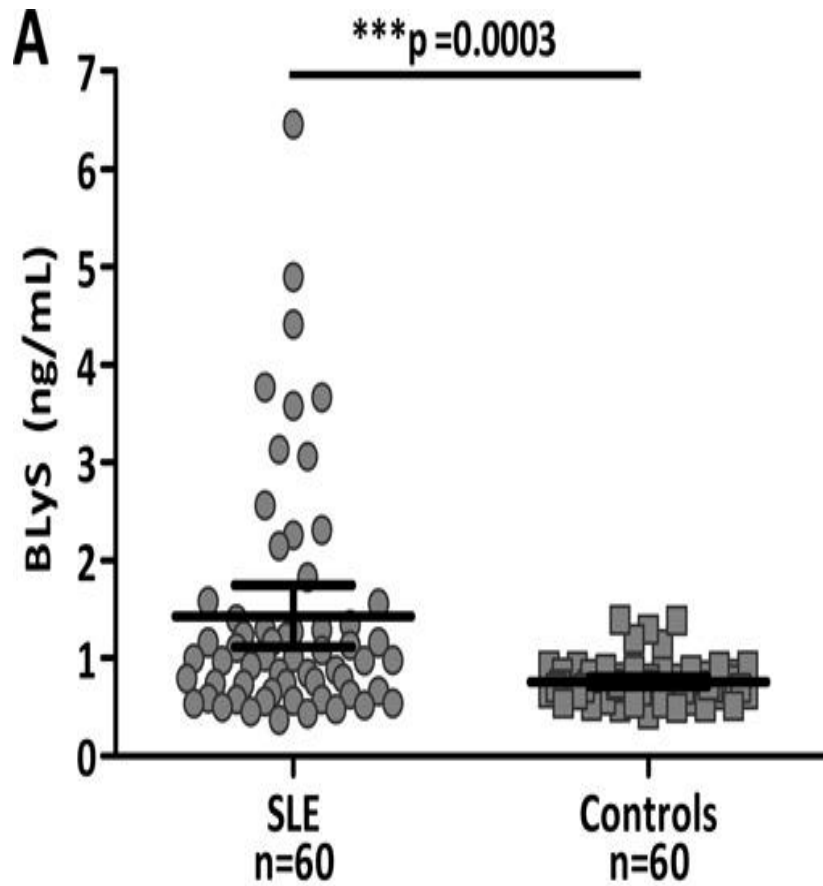 A
***p =0.0003
7
6
5
4
3
2
1
0
BLyS (ng/mL)
SLE
n=60
Controls
n=60